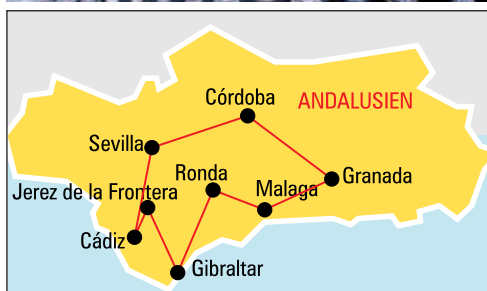 Córdoba
ANDALUSIEN
Sevilla
Ronda
Granada
Jerez de la Frontera
Malaga
Cádiz
Gibraltar